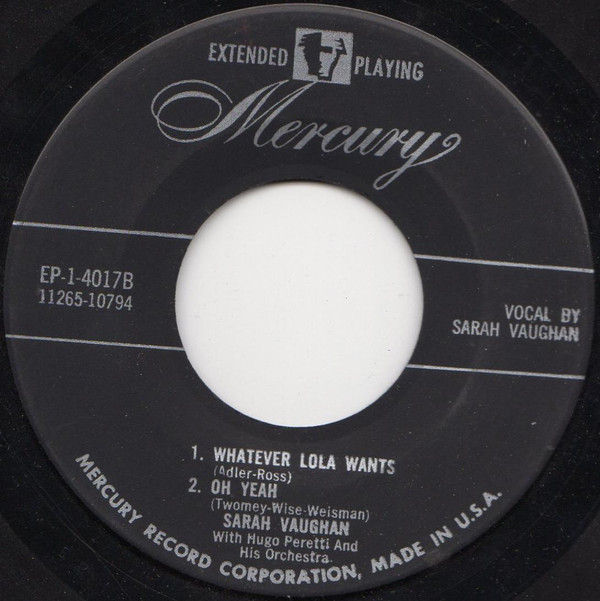 EXTENDED PLAYING
Mercury
EP-1-4017B
11265-10794
VOCAL BY
SARAH VAUGHAN
1. WHATEVER LOLA WANTS
(Adler-Ross)
2. OH YEAH
(Twomey-Wise-Weisman)
SARAH VAUGHAN
With Hugo Peretti And
His Orchestra
MERCURY RECORD CORPORATION, MADE IN U.S.A.